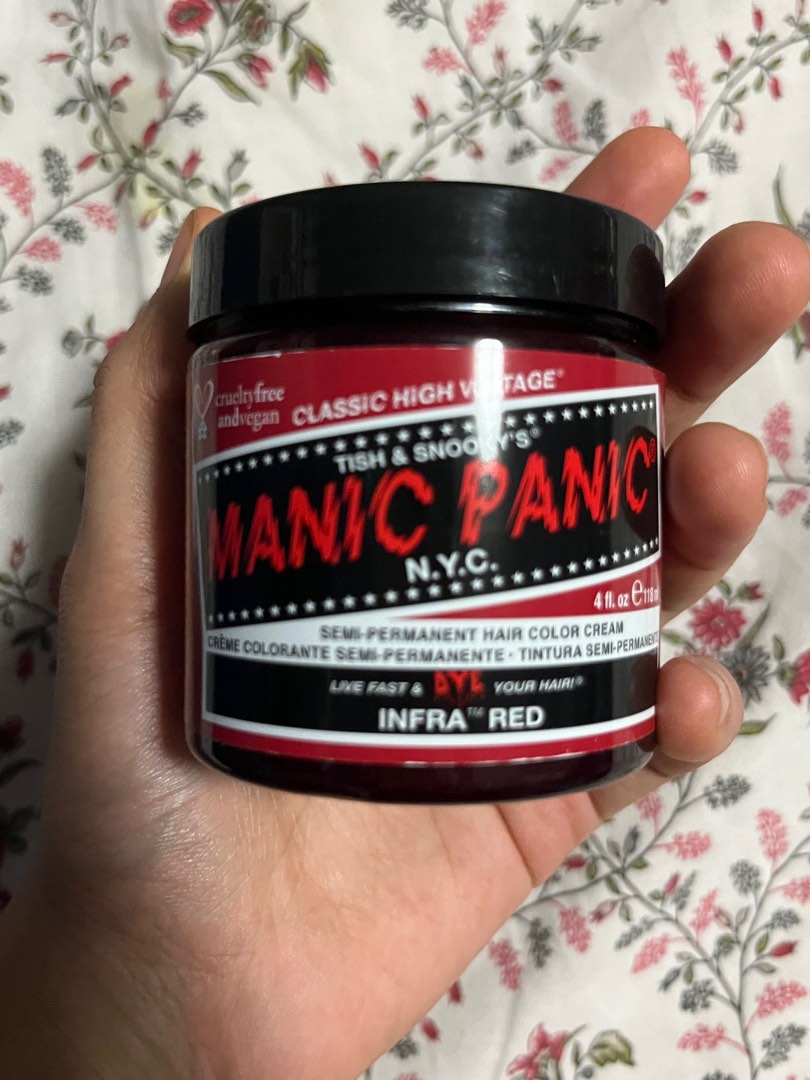 crueltyfree
andvegan
CLASSIC HIGH VOLTAGE®
TISH & SNOOKY'S®
MANIC PANIC®
N.Y.C.
4 fl. oz e 118 m
SEMI-PERMANENT HAIR COLOR CREAM
CRÈME COLORANTE SEMI-PERMANENTE · TINTURA SEMI-PERMANENTE
LIVE FAST & DYE YOUR HAIR!®
INFRA™ RED